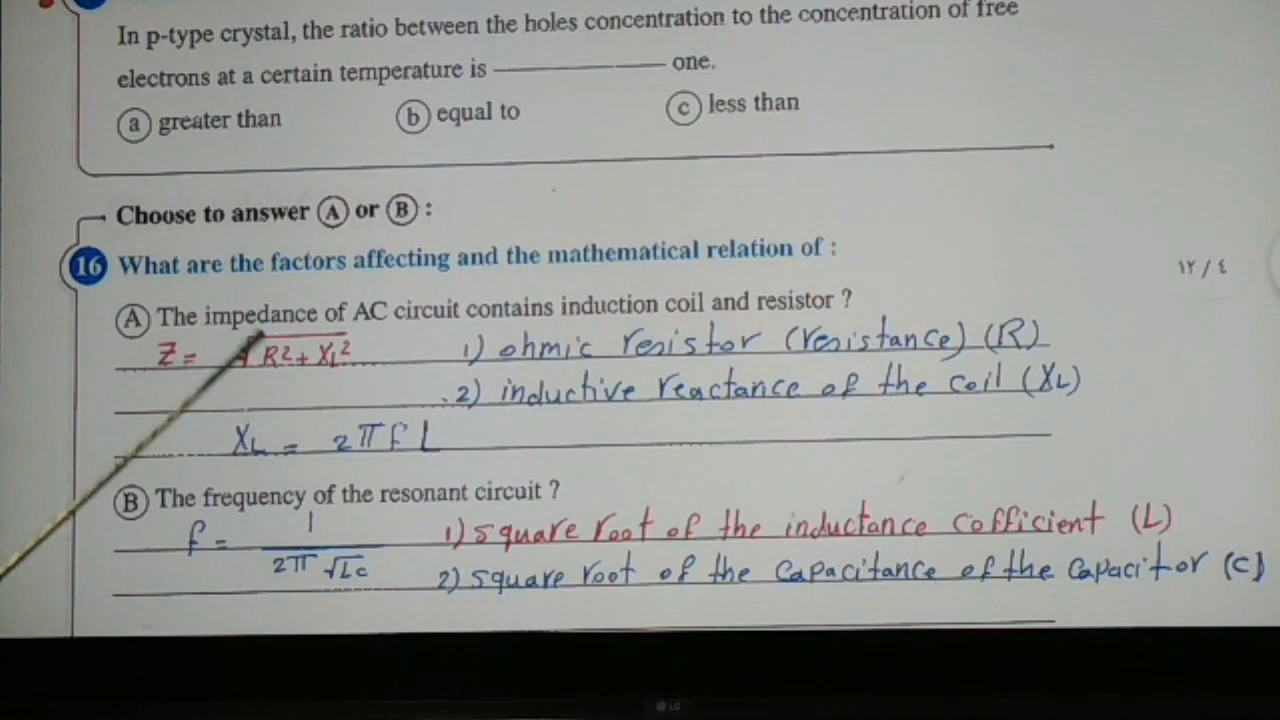 In p-type crystal, the ratio between the holes concentration to the concentration of free
electrons at a certain temperature is ____________ one.
a greater than b equal to c less than
Choose to answer A or B :
16 What are the factors affecting and the mathematical relation of :
١٢ / ٤
A The impedance of AC circuit contains induction coil and resistor ?
Z = √R² + XL² 1) ohmic resistor (resistance) (R)
2) inductive reactance of the coil (XL)
XL = 2πfL
B The frequency of the resonant circuit ?
f = 1 / 2π √Lc 1) square root of the inductance cofficient (L)
2) square root of the capacitance of the capacitor (c)
LG